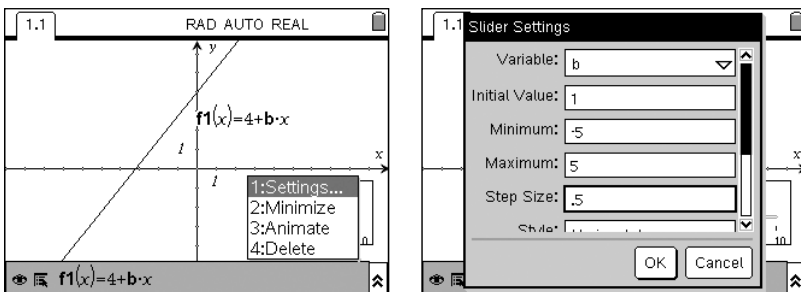 1.1 RAD AUTO REAL
y
f1(x)=4+b·x
1
x
1
1:Settings...
2:Minimize
3:Animate
4:Delete
0
f1(x)=4+b·x
1.1 Slider Settings
Variable: b
Initial Value: 1
Minimum: -5
Maximum: 5
Step Size: .5
x
10
OK Cancel